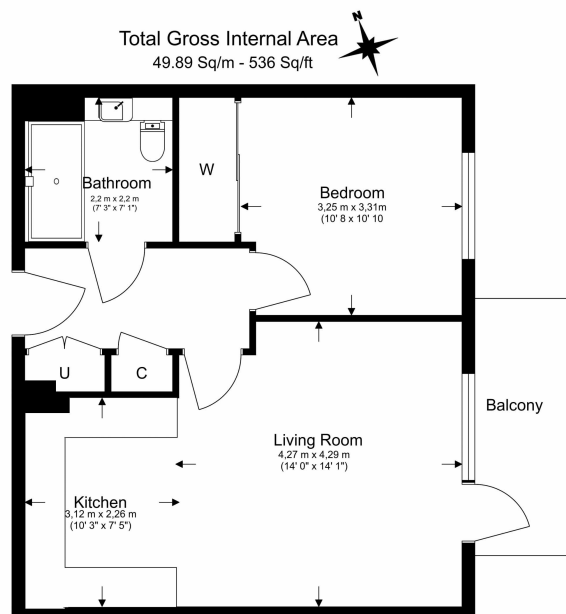 N
Total Gross Internal Area
49.89 Sq/m - 536 Sq/ft
Bathroom
2,2 m x 2,2 m
(7' 3" x 7' 1")
W
Bedroom
3,25 m x 3,31m
(10' 8 x 10' 10
U
C
Balcony
Living Room
4,27 m x 4,29 m
(14' 0" x 14' 1")
Kitchen
3,12 m x 2,26 m
(10' 3" x 7' 5")